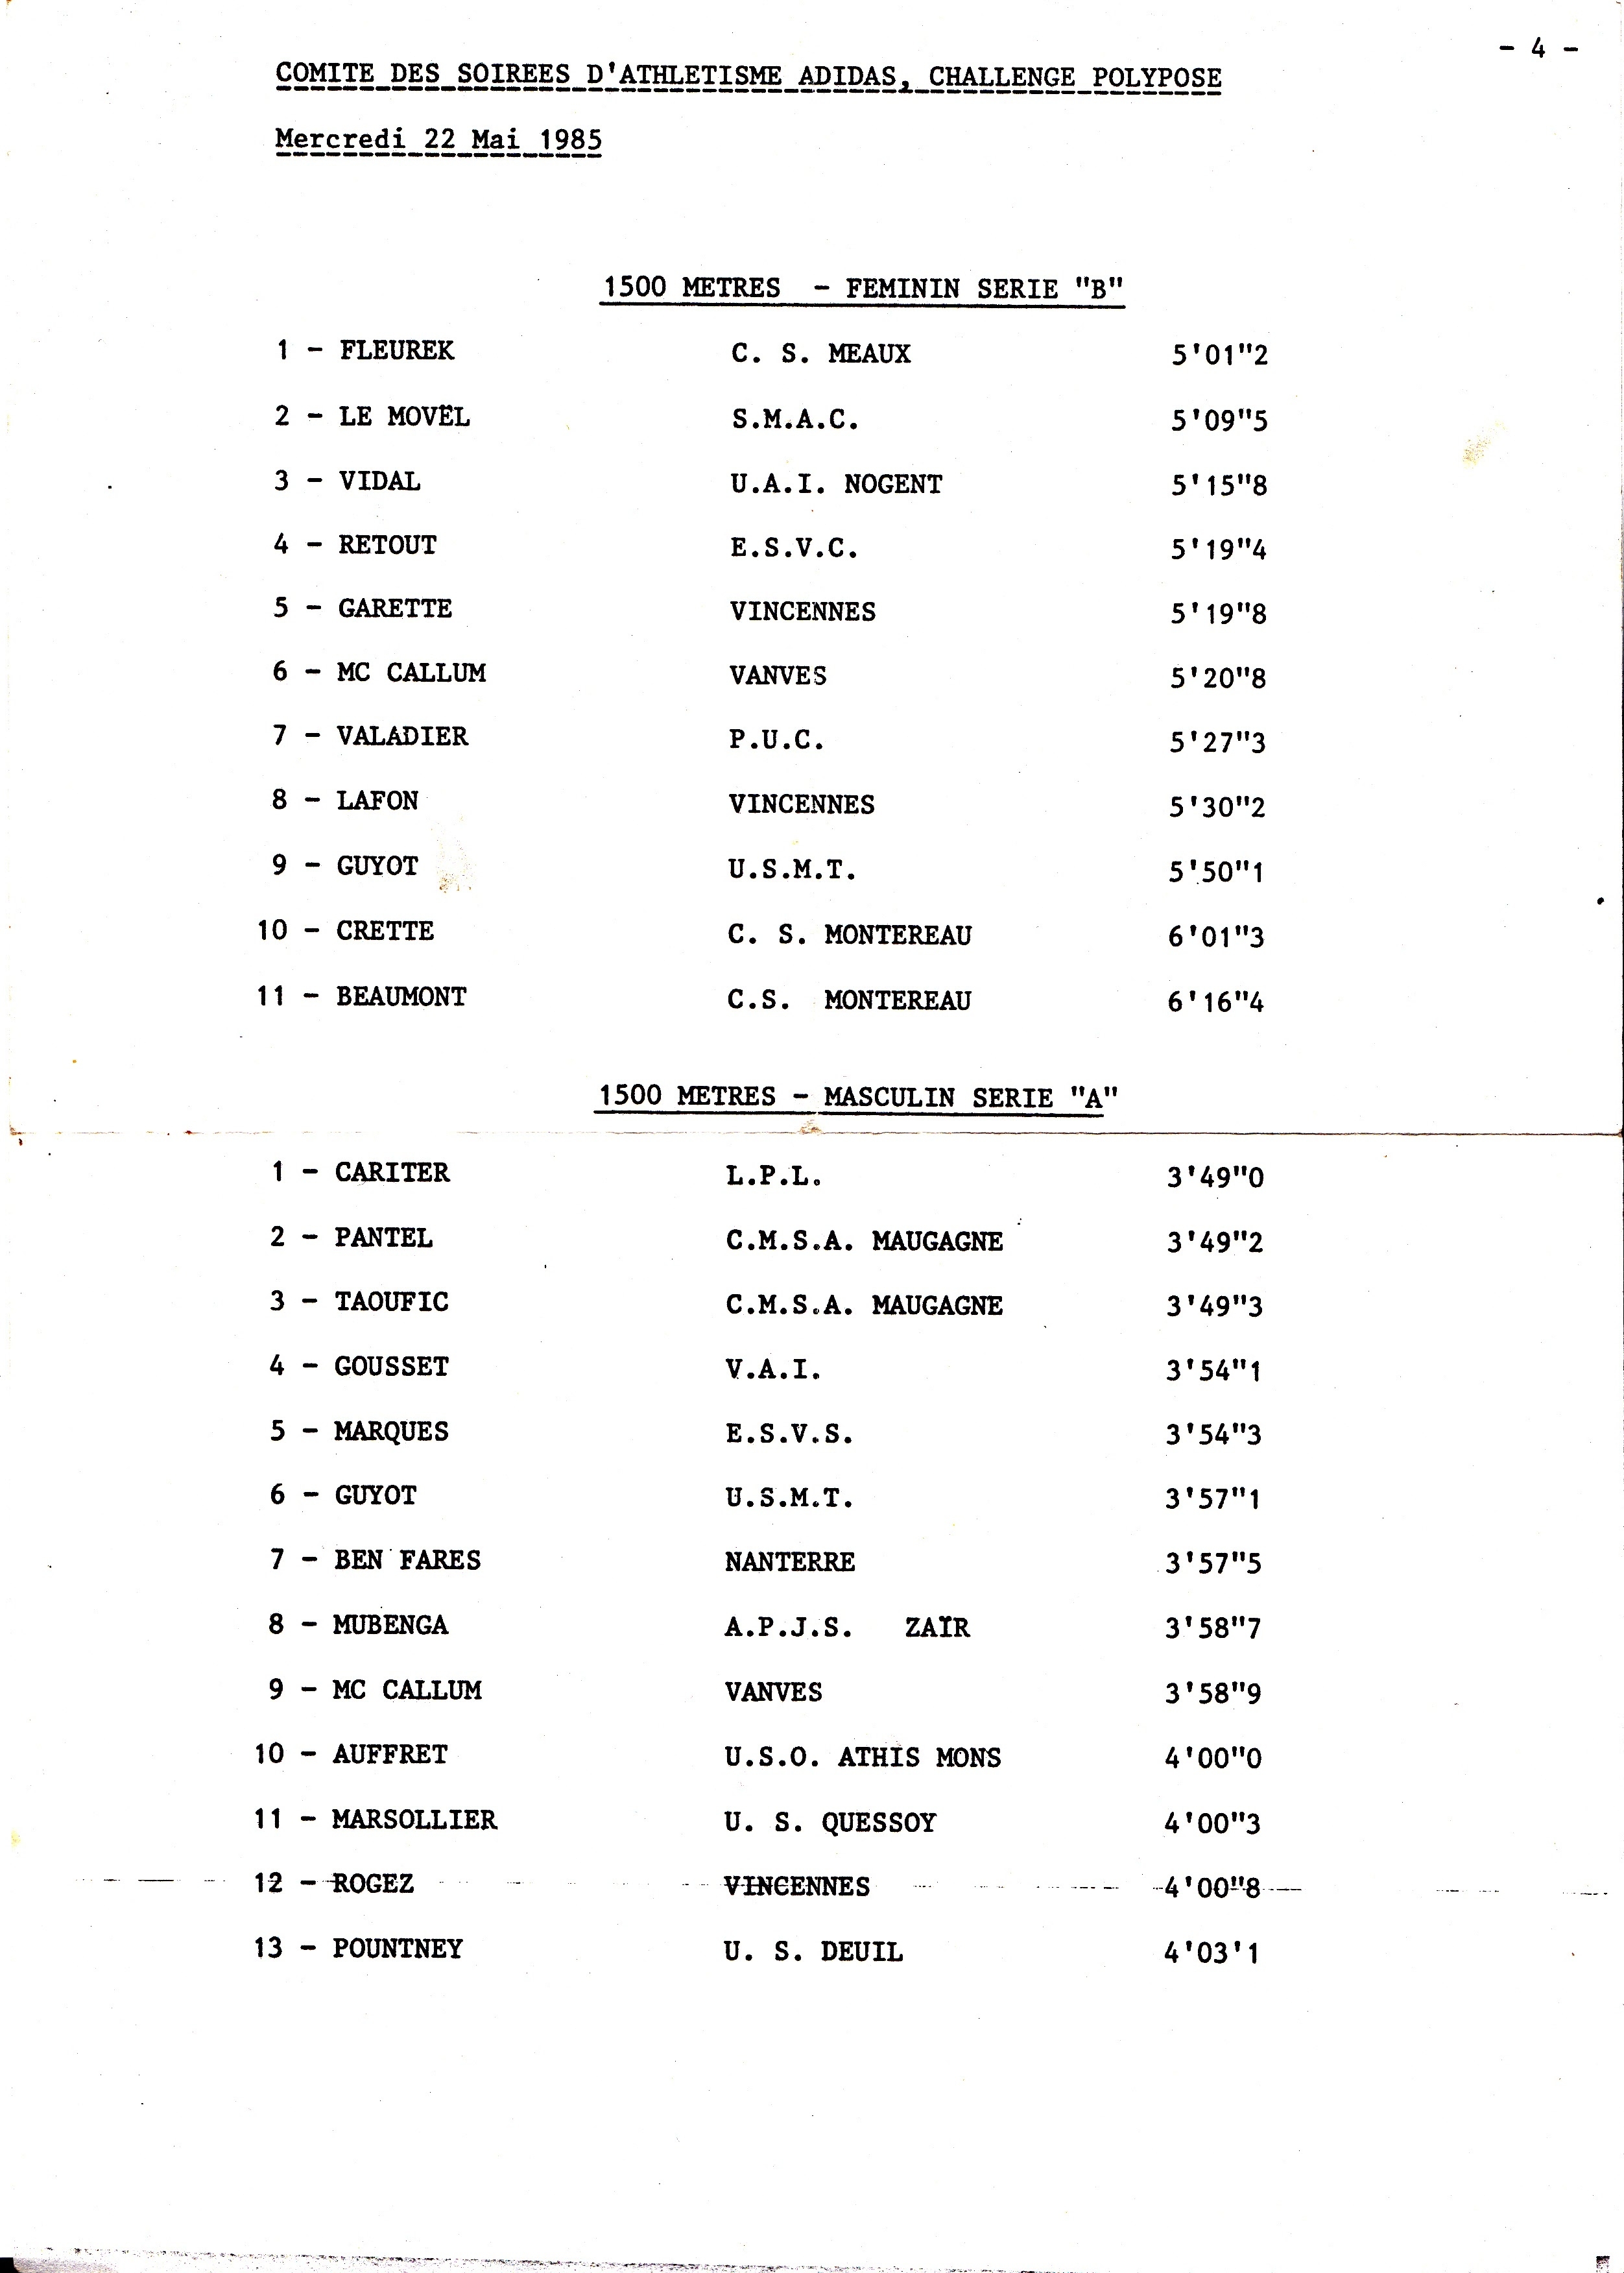 - 4 -
COMITE DES SOIREES D'ATHLETISME ADIDAS, CHALLENGE POLYPOSE
Mercredi 22 Mai 1985
1500 METRES - FEMININ SERIE "B"
1 - FLEUREK C. S. MEAUX 5'01"2
2 - LE MOVËL S.M.A.C. 5'09"5
3 - VIDAL U.A.I. NOGENT 5'15"8
4 - RETOUT E.S.V.C. 5'19"4
5 - GARETTE VINCENNES 5'19"8
6 - MC CALLUM VANVES 5'20"8
7 - VALADIER P.U.C. 5'27"3
8 - LAFON VINCENNES 5'30"2
9 - GUYOT U.S.M.T. 5'50"1
10 - CRETTE C. S. MONTEREAU 6'01"3
11 - BEAUMONT C.S. MONTEREAU 6'16"4
1500 METRES - MASCULIN SERIE "A"
1 - CARITER L.P.L. 3'49"0
2 - PANTEL C.M.S.A. MAUGAGNE 3'49"2
3 - TAOUFIC C.M.S.A. MAUGAGNE 3'49"3
4 - GOUSSET V.A.I. 3'54"1
5 - MARQUES E.S.V.S. 3'54"3
6 - GUYOT U.S.M.T. 3'57"1
7 - BEN FARES NANTERRE 3'57"5
8 - MUBENGA A.P.J.S. ZAÏR 3'58"7
9 - MC CALLUM VANVES 3'58"9
10 - AUFFRET U.S.O. ATHIS MONS 4'00"0
11 - MARSOLLIER U. S. QUESSOY 4'00"3
12 - ROGEZ VINCENNES 4'00"8
13 - POUNTNEY U. S. DEUIL 4'03'1